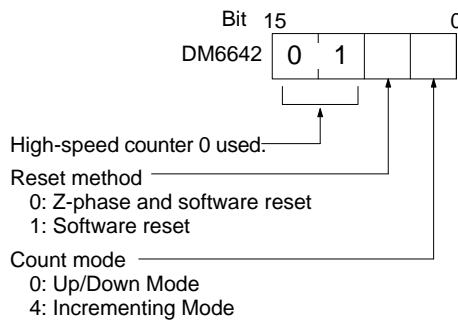 Bit 15 0
DM6642 0 1
High-speed counter 0 used.
Reset method
0: Z-phase and software reset
1: Software reset
Count mode
0: Up/Down Mode
4: Incrementing Mode